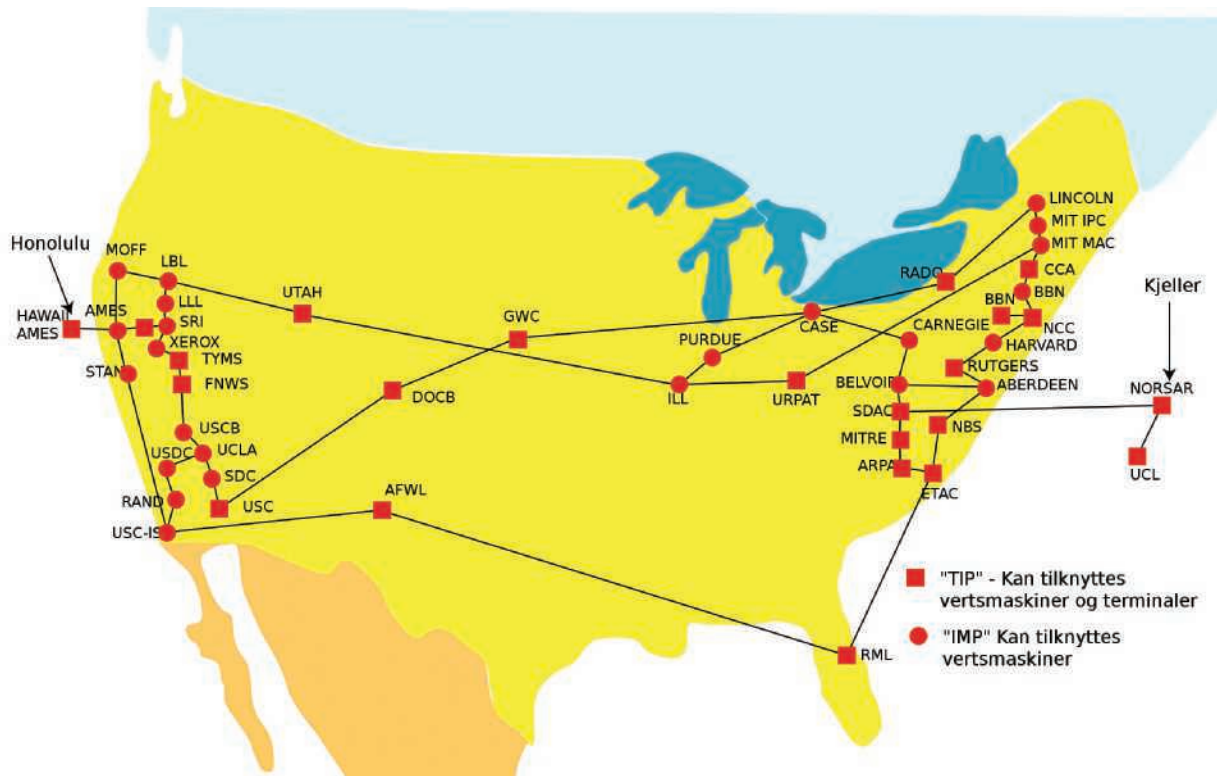 LINCOLN
MIT IPC
MIT MAC
Honolulu
MOFF
LBL
RADC
CCA
LLL
UTAH
BBN
Kjeller
HAWAII
AMES
AMES
SRI
GWC
BBN
CASE
CARNEGIE
NCC
XEROX
PURDUE
HARVARD
TYMS
STAN
RUTGERS
FNWS
BELVOIR
ABERDEEN
NORSAR
DOCB
ILL
URPAT
SDAC
USCB
NBS
MITRE
USDC
UCLA
ARPA
SDC
UCL
RAND
USC
AFWL
ETAC
USC-IS
"TIP" - Kan tilknyttes
vertsmaskiner og terminaler
"IMP" Kan tilknyttes
vertsmaskiner
RML